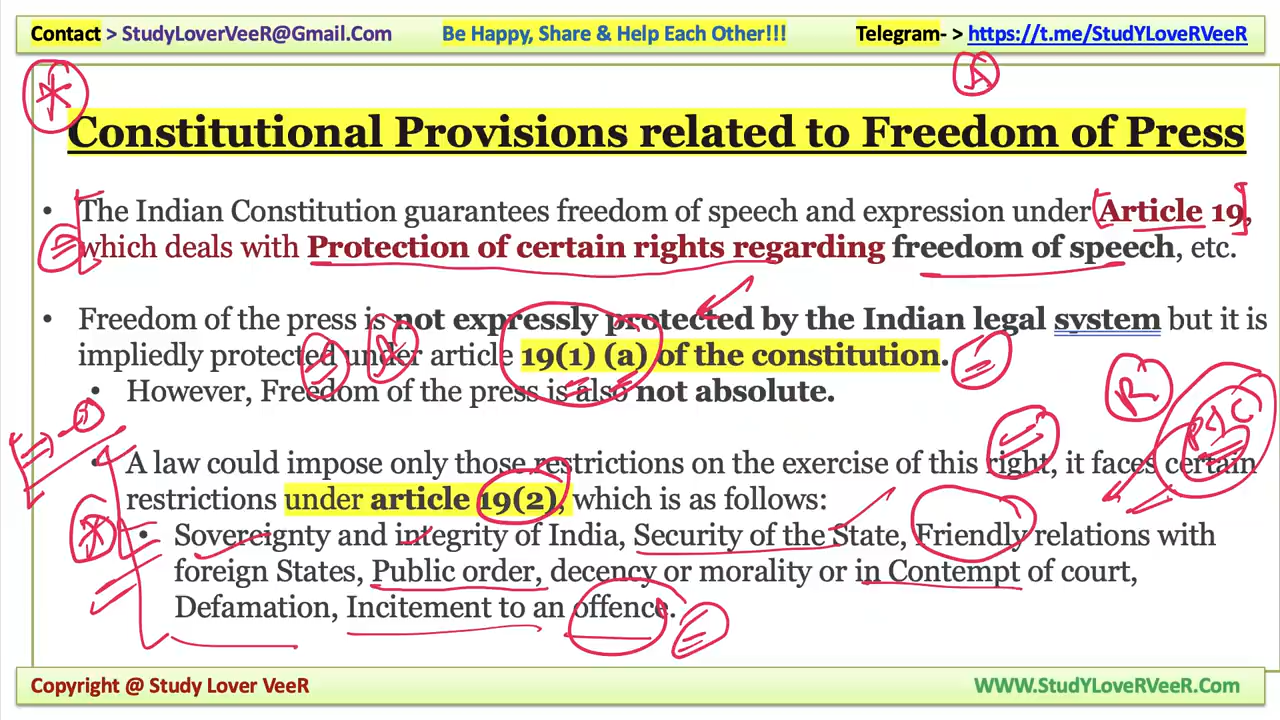 Contact > StudyLoverVeeR@Gmail.Com Be Happy, Share & Help Each Other!!! Telegram- > https://t.me/StudYLoveRVeeR
A
Constitutional Provisions related to Freedom of Press
• The Indian Constitution guarantees freedom of speech and expression under Article 19,
which deals with Protection of certain rights regarding freedom of speech, etc.
• Freedom of the press is not expressly protected by the Indian legal system but it is
impliedly protected under article 19(1) (a) of the constitution.
• However, Freedom of the press is also not absolute.
R
• A law could impose only those restrictions on the exercise of this right, it faces certain
restrictions under article 19(2), which is as follows:
• Sovereignty and integrity of India, Security of the State, Friendly relations with
foreign States, Public order, decency or morality or in Contempt of court,
Defamation, Incitement to an offence.
Copyright @ Study Lover VeeR WWW.StudYLoveRVeeR.Com